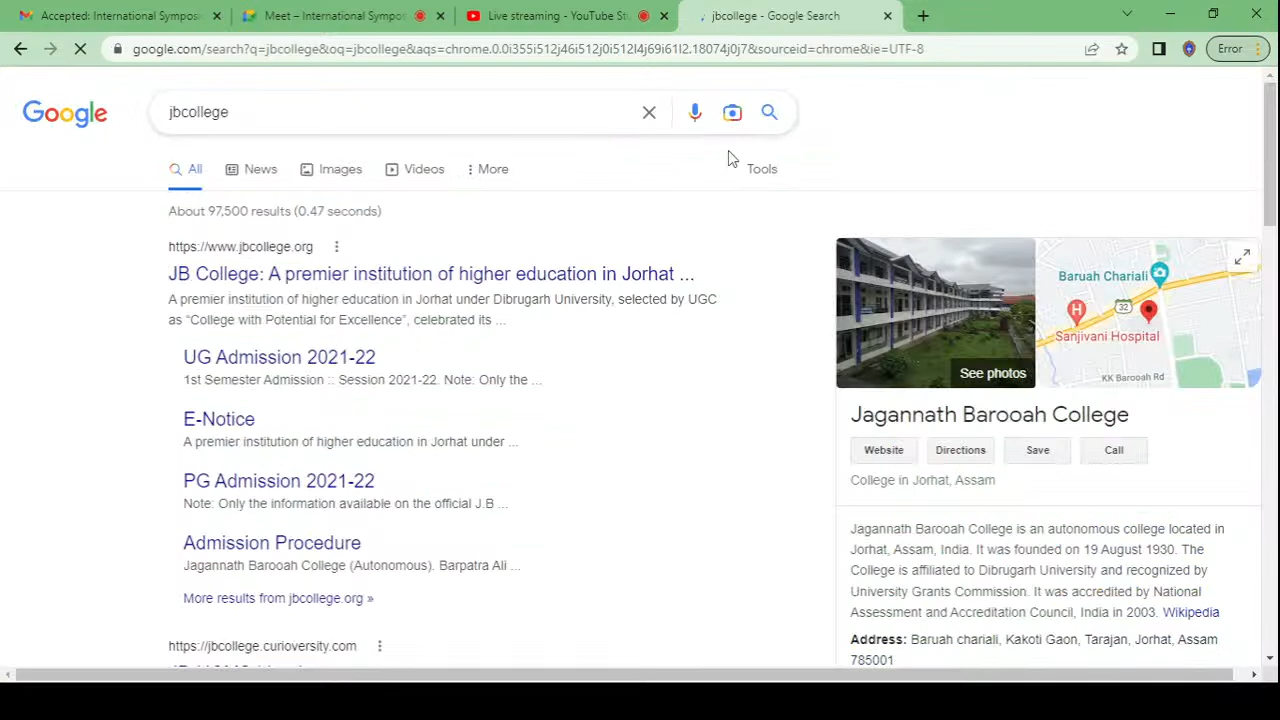 Accepted: International Symposi
Meet – International Sympo
Live streaming - YouTube Stu
jbcollege - Google Search
google.com/search?q=jbcollege&oq=jbcollege&aqs=chrome.0.0i355i512j46i512j0i512l4j69i61l2.18074j0j7&sourceid=chrome&ie=UTF-8
Error
Google
jbcollege
All
News
Images
Videos
More
Tools
About 97,500 results (0.47 seconds)
https://www.jbcollege.org
JB College: A premier institution of higher education in Jorhat ...
A premier institution of higher education in Jorhat under Dibrugarh University, selected by UGC
as “College with Potential for Excellence”, celebrated its ...
UG Admission 2021-22
1st Semester Admission :: Session 2021-22. Note: Only the ...
E-Notice
A premier institution of higher education in Jorhat under ...
PG Admission 2021-22
Note: Only the information available on the official J.B ...
Admission Procedure
Jagannath Barooah College (Autonomous). Barpatra Ali ...
More results from jbcollege.org »
https://jbcollege.curioversity.com
Baruah Chariali
32
H
Sanjivani Hospital
KK Barooah Rd
See photos
Jagannath Barooah College
Website
Directions
Save
Call
College in Jorhat, Assam
Jagannath Barooah College is an autonomous college located in
Jorhat, Assam, India. It was founded on 19 August 1930. The
College is affiliated to Dibrugarh University and recognized by
University Grants Commission. It was accredited by National
Assessment and Accreditation Council, India in 2003. Wikipedia
Address: Baruah chariali, Kakoti Gaon, Tarajan, Jorhat, Assam
785001